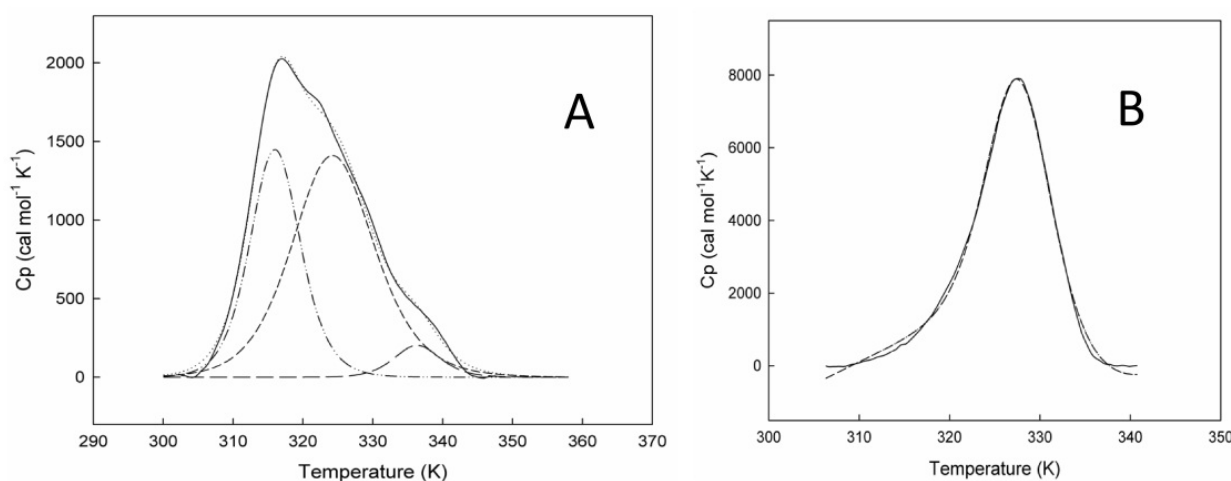 A
Cp (cal mol⁻¹ K⁻¹)
2000
1500
1000
500
0
290 300 310 320 330 340 350 360 370
Temperature (K)
B
Cp (cal mol⁻¹K⁻¹)
8000
6000
4000
2000
0
300 310 320 330 340 350
Temperature (K)